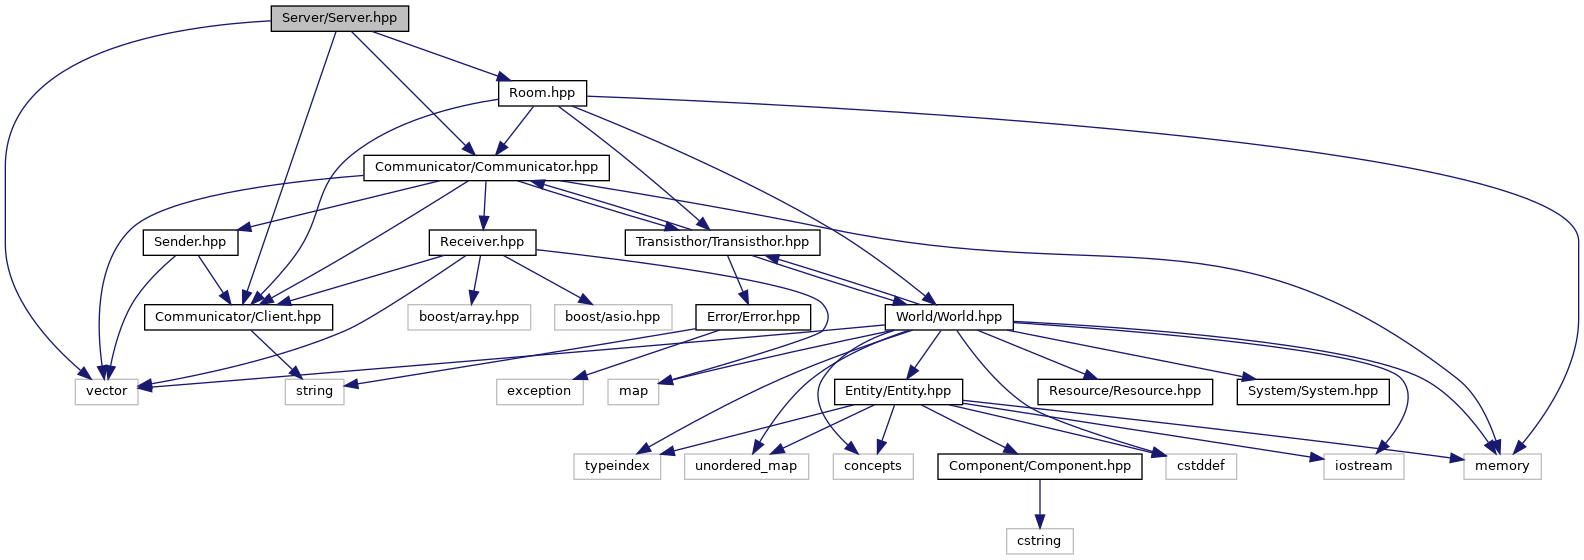 Server/Server.hpp
Room.hpp
Communicator/Communicator.hpp
Sender.hpp
Receiver.hpp
Transisthor/Transisthor.hpp
Communicator/Client.hpp
boost/array.hpp
boost/asio.hpp
Error/Error.hpp
World/World.hpp
vector
string
exception
map
Entity/Entity.hpp
Resource/Resource.hpp
System/System.hpp
typeindex
unordered_map
concepts
Component/Component.hpp
cstddef
iostream
memory
cstring